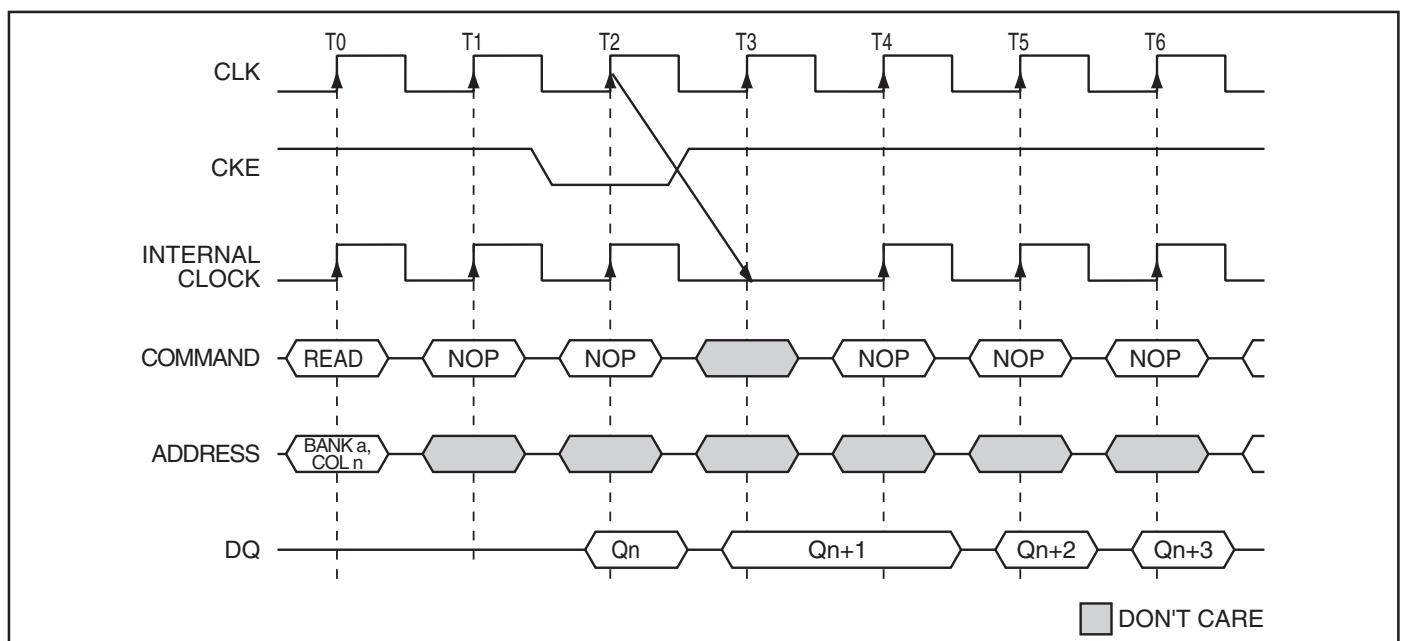 T0 T1 T2 T3 T4 T5 T6
CLK
CKE
INTERNAL
CLOCK
COMMAND READ NOP NOP NOP NOP NOP
ADDRESS BANK a,
COL n
DQ Qn Qn+1 Qn+2 Qn+3
DON'T CARE